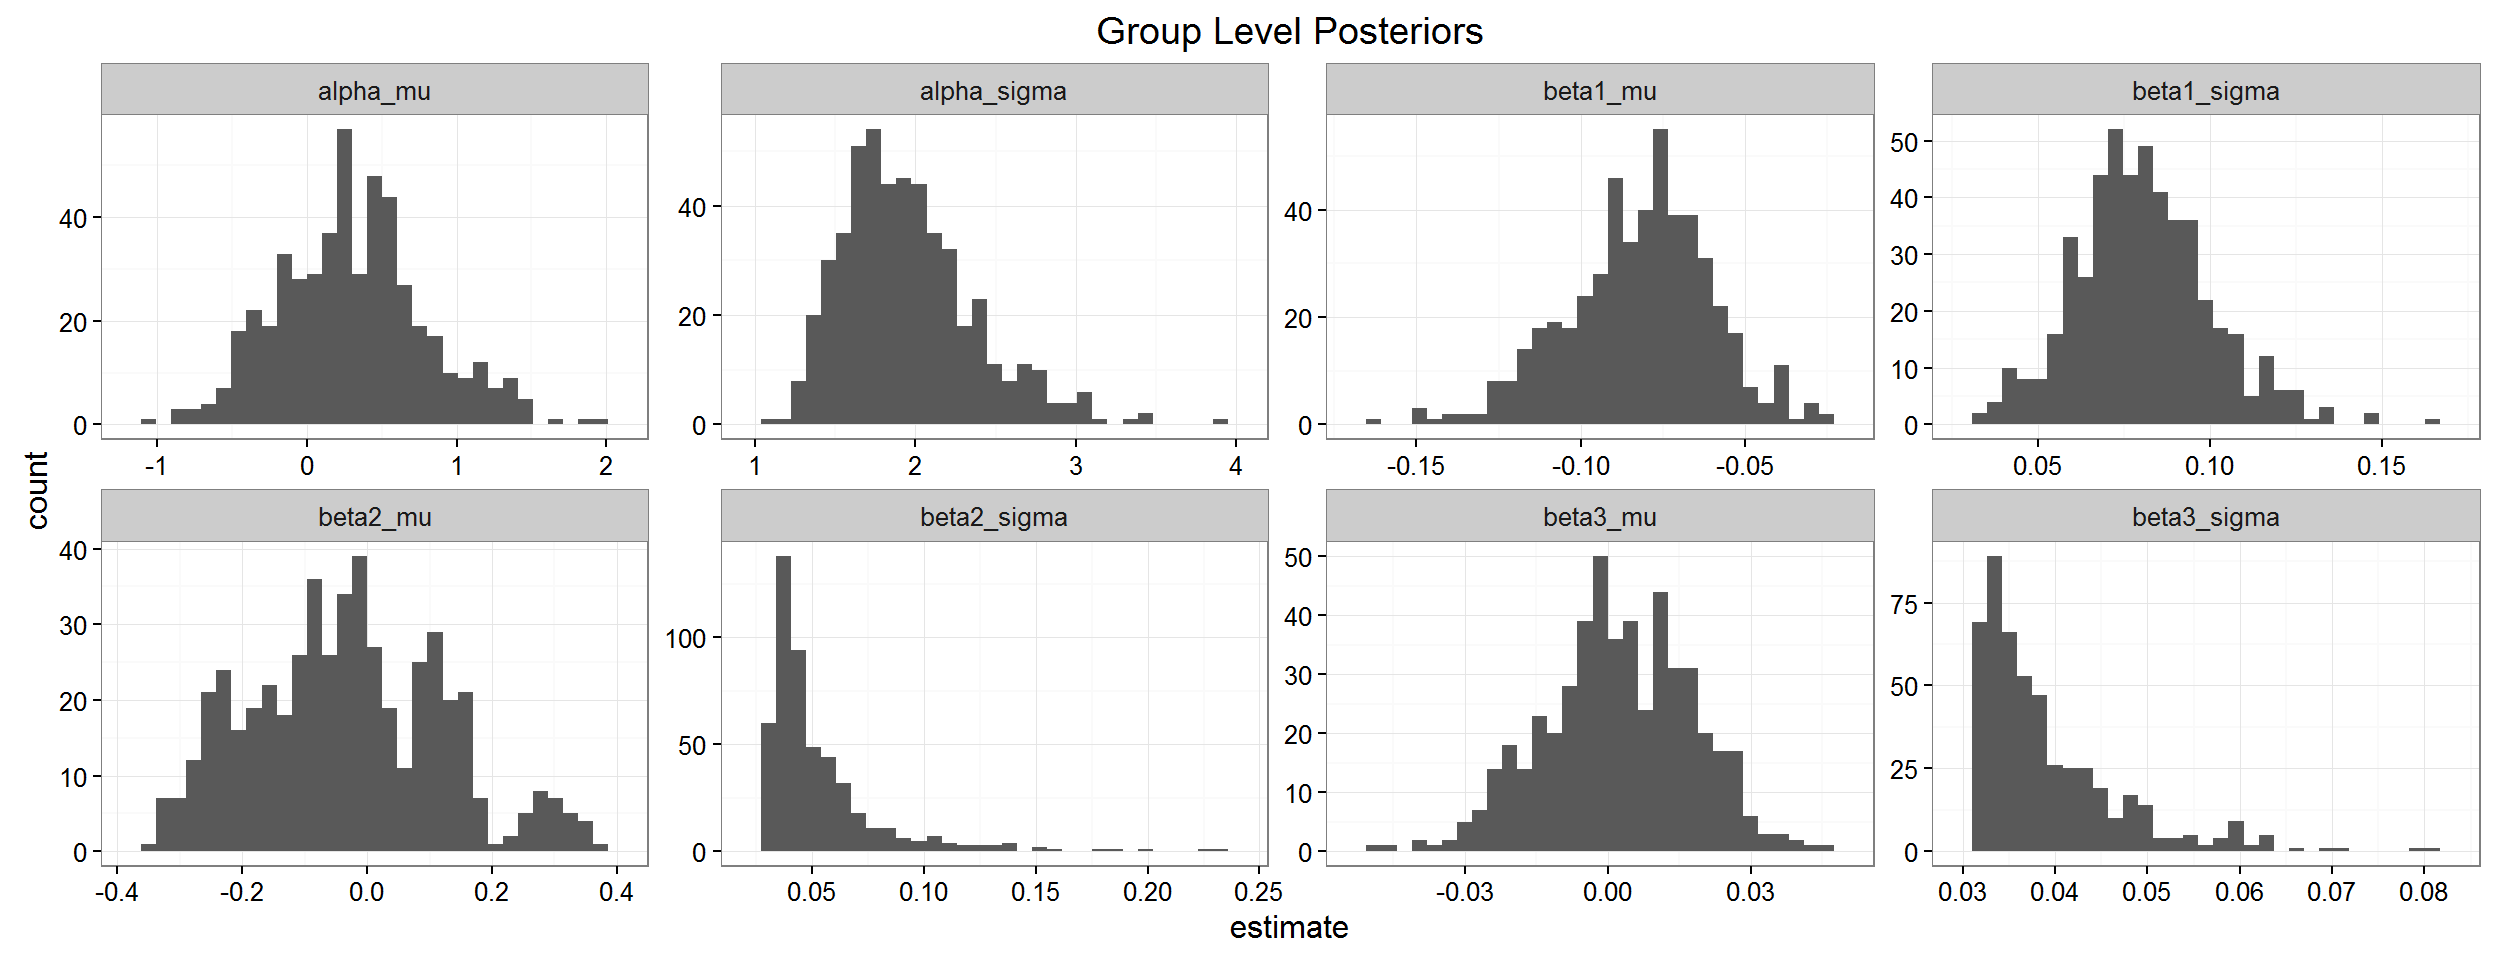 Group Level Posteriors
alpha_mu
alpha_sigma
beta1_mu
beta1_sigma
40
20
0
40
20
0
40
20
0
50
40
30
20
10
0
-1 0 1 2
1 2 3 4
-0.15 -0.10 -0.05
0.05 0.10 0.15
count
beta2_mu
beta2_sigma
beta3_mu
beta3_sigma
40
30
20
10
0
100
50
0
50
40
30
20
10
0
75
50
25
0
-0.4 -0.2 0.0 0.2 0.4
0.05 0.10 0.15 0.20 0.25
-0.03 0.00 0.03
0.03 0.04 0.05 0.06 0.07 0.08
estimate